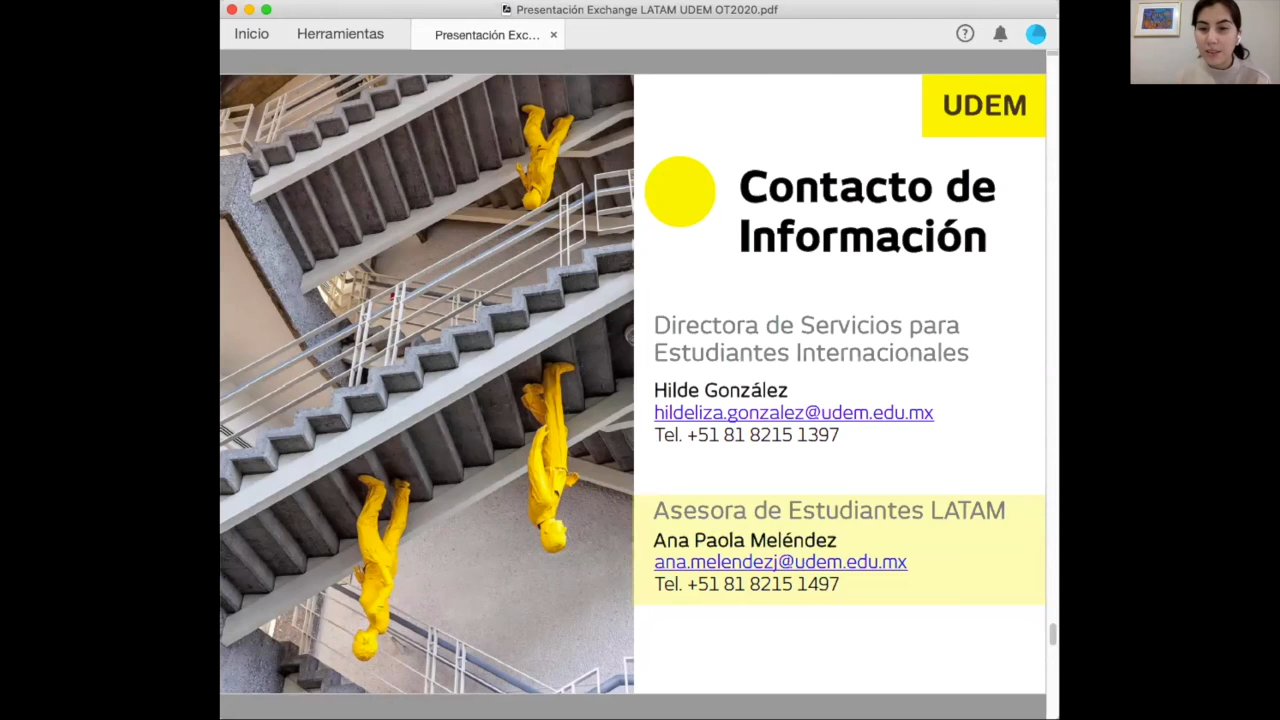 Presentación Exchange LATAM UDEM OT2020.pdf
Inicio
Herramientas
Presentación Exc...
UDEM
Contacto de
Información
Directora de Servicios para
Estudiantes Internacionales
Hilde González
hildeliza.gonzalez@udem.edu.mx
Tel. +51 81 8215 1397
Asesora de Estudiantes LATAM
Ana Paola Meléndez
ana.melendezj@udem.edu.mx
Tel. +51 81 8215 1497